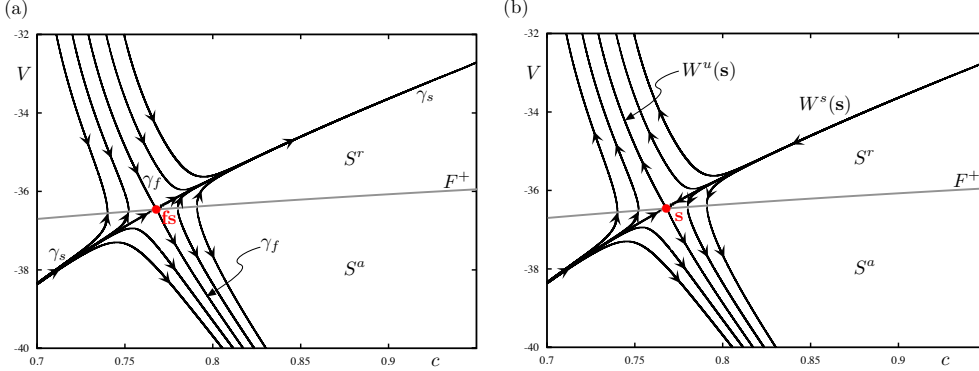 (a)
-32
V
-34
-36
-38
-40
0.7
0.75
0.8
0.85
0.9
c
γs
Sʳ
F⁺
γf
fs
γs
γf
Sᵃ
(b)
-32
V
-34
-36
-38
-40
0.7
0.75
0.8
0.85
0.9
c
Wᵘ(s)
Wˢ(s)
Sʳ
F⁺
s
Sᵃ